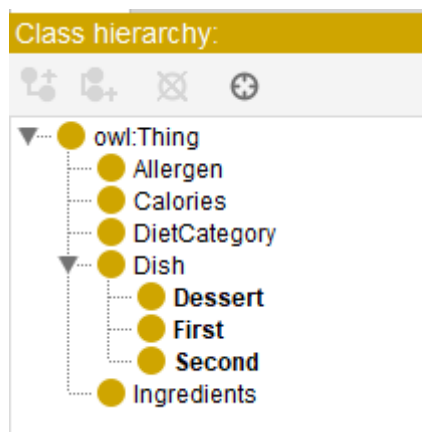 Class hierarchy:
owl:Thing
Allergen
Calories
DietCategory
Dish
Dessert
First
Second
Ingredients